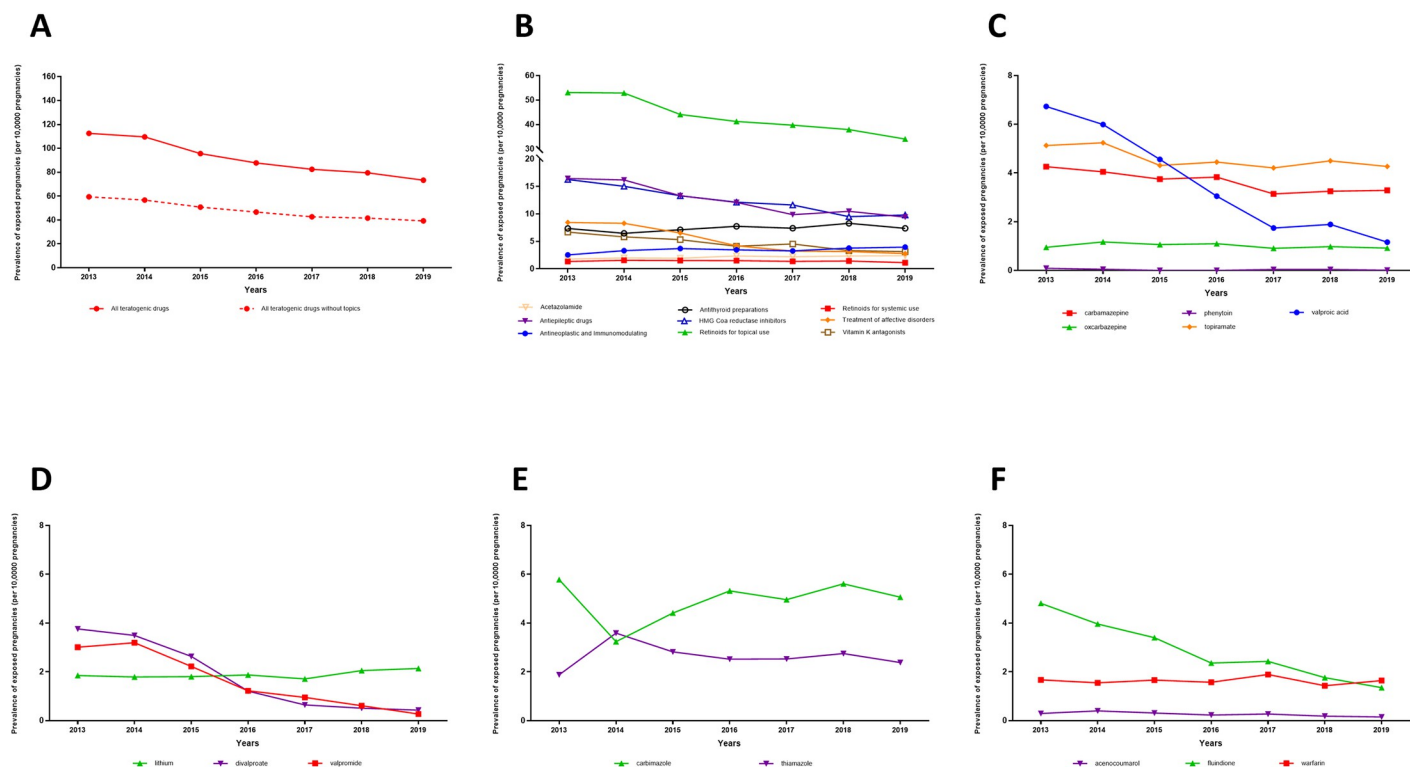 A
Prevalence of exposed pregnancies (per 10,0000 pregnancies)
160
140
120
100
80
60
40
20
0
2013 2014 2015 2016 2017 2018 2019
Years
All teratogenic drugs All teratogenic drugs without topics
B
Prevalence of exposed pregnancies (per 10,0000 pregnancies)
60
50
40
30
20
15
10
5
0
2013 2014 2015 2016 2017 2018 2019
Years
Acetazolamide Antithyroid preparations Retinoids for systemic use
Antiepileptic drugs HMG Coa reductase inhibitors Treatment of affective disorders
Antineoplastic and Immunomodulating Retinoids for topical use Vitamin K antagonists
C
Prevalence of exposed pregnancies (per 10,0000 pregnancies)
8
6
4
2
0
2013 2014 2015 2016 2017 2018 2019
Years
carbamazepine phenytoin valproic acid
oxcarbazepine topiramate
D
Prevalence of exposed pregnancies (per 10,0000 pregnancies)
8
6
4
2
0
2013 2014 2015 2016 2017 2018 2019
Years
lithium divalproate valpromide
E
Prevalence of exposed pregnancies (per 10,0000 pregnancies)
8
6
4
2
0
2013 2014 2015 2016 2017 2018 2019
Years
carbimazole thiamazole
F
Prevalence of exposed pregnancies (per 10,0000 pregnancies)
8
6
4
2
0
2013 2014 2015 2016 2017 2018 2019
Years
acenocoumarol fluindione warfarin